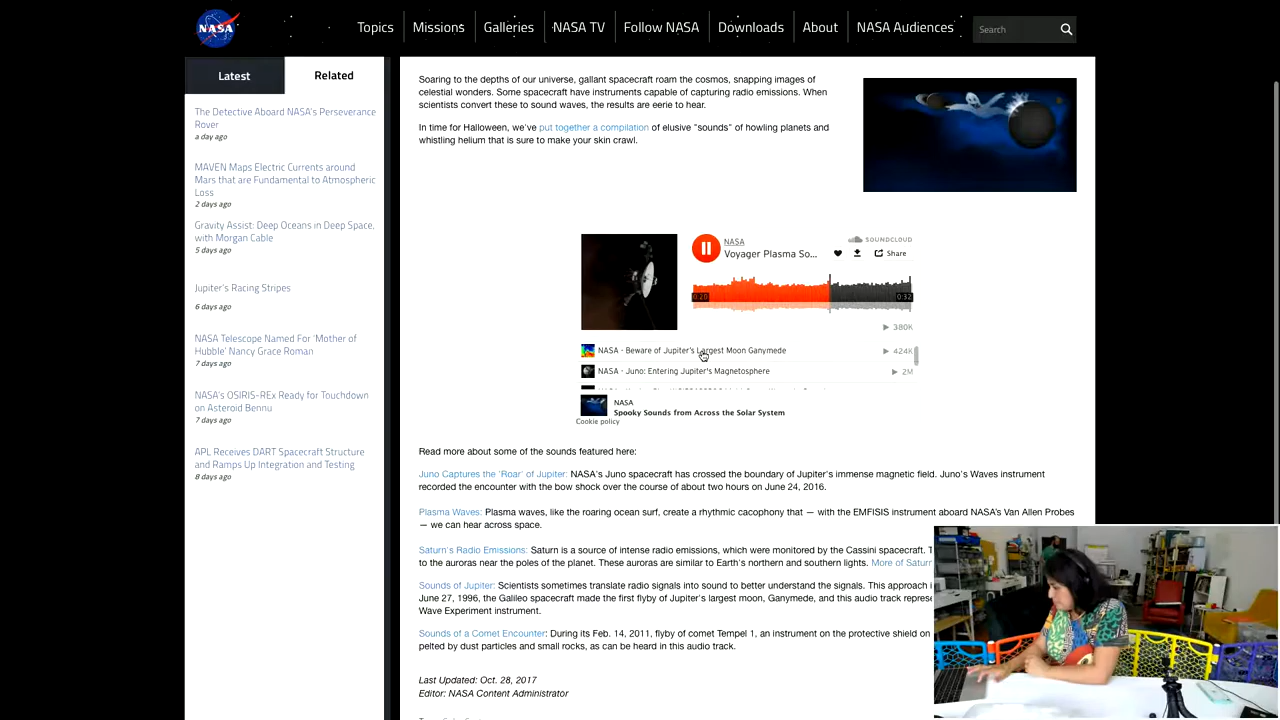 NASA
Topics
Missions
Galleries
NASA TV
Follow NASA
Downloads
About
NASA Audiences
Search
Latest
Related
The Detective Aboard NASA's Perseverance
Rover
a day ago
MAVEN Maps Electric Currents around
Mars that are Fundamental to Atmospheric
Loss
2 days ago
Gravity Assist: Deep Oceans in Deep Space,
with Morgan Cable
5 days ago
Jupiter's Racing Stripes
6 days ago
NASA Telescope Named For 'Mother of
Hubble' Nancy Grace Roman
7 days ago
NASA's OSIRIS-REx Ready for Touchdown
on Asteroid Bennu
7 days ago
APL Receives DART Spacecraft Structure
and Ramps Up Integration and Testing
8 days ago
Soaring to the depths of our universe, gallant spacecraft roam the cosmos, snapping images of
celestial wonders. Some spacecraft have instruments capable of capturing radio emissions. When
scientists convert these to sound waves, the results are eerie to hear.
In time for Halloween, we've put together a compilation of elusive "sounds" of howling planets and
whistling helium that is sure to make your skin crawl.
NASA
SOUNDCLOUD
Voyager Plasma So...
Share
0:20
0:32
380K
NASA - Beware of Jupiter's Largest Moon Ganymede
424K
NASA - Juno: Entering Jupiter's Magnetosphere
2M
NASA
Spooky Sounds from Across the Solar System
Cookie policy
Read more about some of the sounds featured here:
Juno Captures the 'Roar' of Jupiter: NASA's Juno spacecraft has crossed the boundary of Jupiter's immense magnetic field. Juno's Waves instrument
recorded the encounter with the bow shock over the course of about two hours on June 24, 2016.
Plasma Waves: Plasma waves, like the roaring ocean surf, create a rhythmic cacophony that — with the EMFISIS instrument aboard NASA's Van Allen Probes
— we can hear across space.
Saturn's Radio Emissions: Saturn is a source of intense radio emissions, which were monitored by the Cassini spacecraft. T
to the auroras near the poles of the planet. These auroras are similar to Earth's northern and southern lights. More of Saturn
Sounds of Jupiter: Scientists sometimes translate radio signals into sound to better understand the signals. This approach i
June 27, 1996, the Galileo spacecraft made the first flyby of Jupiter's largest moon, Ganymede, and this audio track represe
Wave Experiment instrument.
Sounds of a Comet Encounter: During its Feb. 14, 2011, flyby of comet Tempel 1, an instrument on the protective shield on
pelted by dust particles and small rocks, as can be heard in this audio track.
Last Updated: Oct. 28, 2017
Editor: NASA Content Administrator